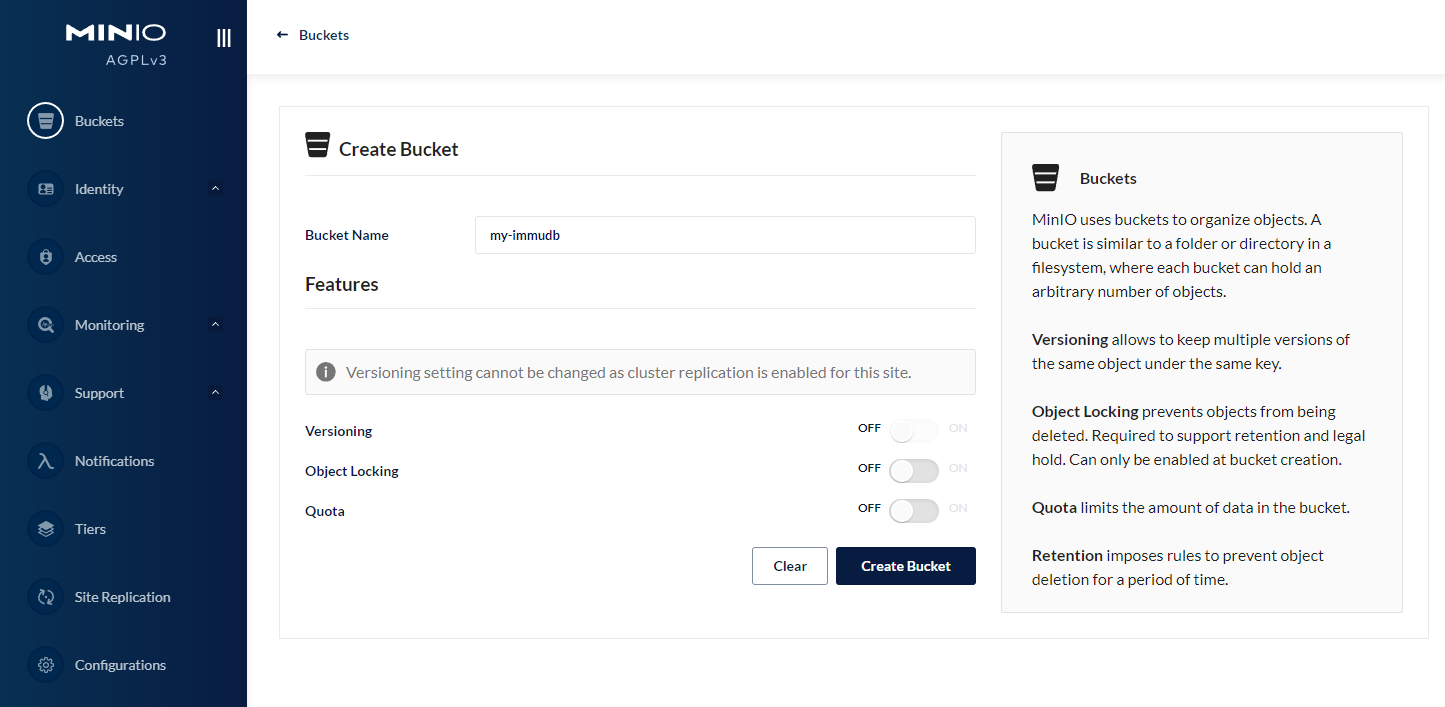 MINIO
AGPLv3
Buckets
Identity
Access
Monitoring
Support
Notifications
Tiers
Site Replication
Configurations
← Buckets
Create Bucket
Bucket Name
my-immudb
Features
Versioning setting cannot be changed as cluster replication is enabled for this site.
Versioning OFF ON
Object Locking OFF ON
Quota OFF ON
Clear Create Bucket
Buckets
MinIO uses buckets to organize objects. A
bucket is similar to a folder or directory in a
filesystem, where each bucket can hold an
arbitrary number of objects.
Versioning allows to keep multiple versions of
the same object under the same key.
Object Locking prevents objects from being
deleted. Required to support retention and legal
hold. Can only be enabled at bucket creation.
Quota limits the amount of data in the bucket.
Retention imposes rules to prevent object
deletion for a period of time.